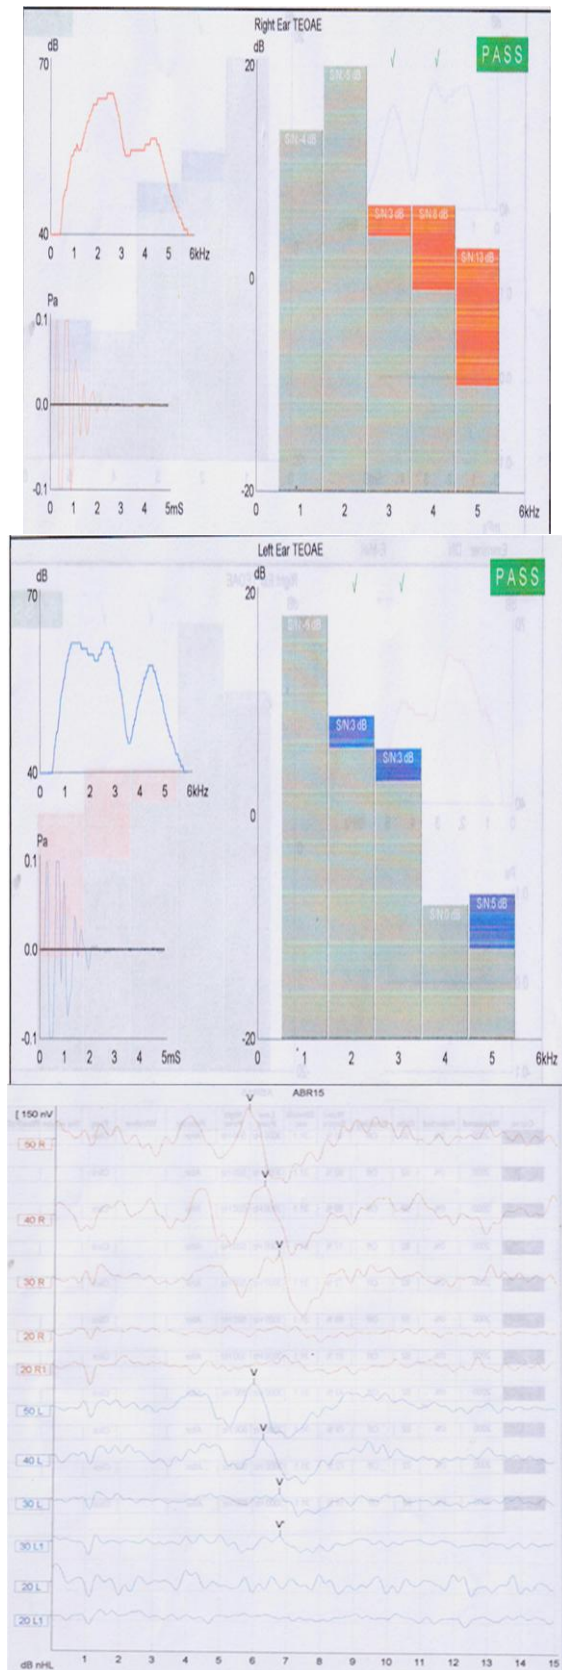 Right Ear TEOAE
PASS
dB
70
40
0 1 2 3 4 5 6kHz
Pa
0.1
0.0
-0.1
0 1 2 3 4 5mS
dB
20
0
-20
S/N:-4 dB
S/N:3 dB
S/N:8 dB
S/N:13 dB
1 2 3 4 5 6kHz
Left Ear TEOAE
PASS
dB
70
40
0 1 2 3 4 5 6kHz
Pa
0.1
0.0
-0.1
0 1 2 3 4 5mS
dB
20
0
-20
S/N:3 dB
S/N:3 dB
S/N:0 dB
S/N:5 dB
0 1 2 3 4 5 6kHz
ABR15
[ 150 nV
V
50 R
V
40 R
V
30 R
20 R
20 R1
V
50 L
V
40 L
V
30 L
V'
30 L1
20 L
20 L1
dB nHL
1 2 3 4 5 6 7 8 9 10 11 12 13 14 15